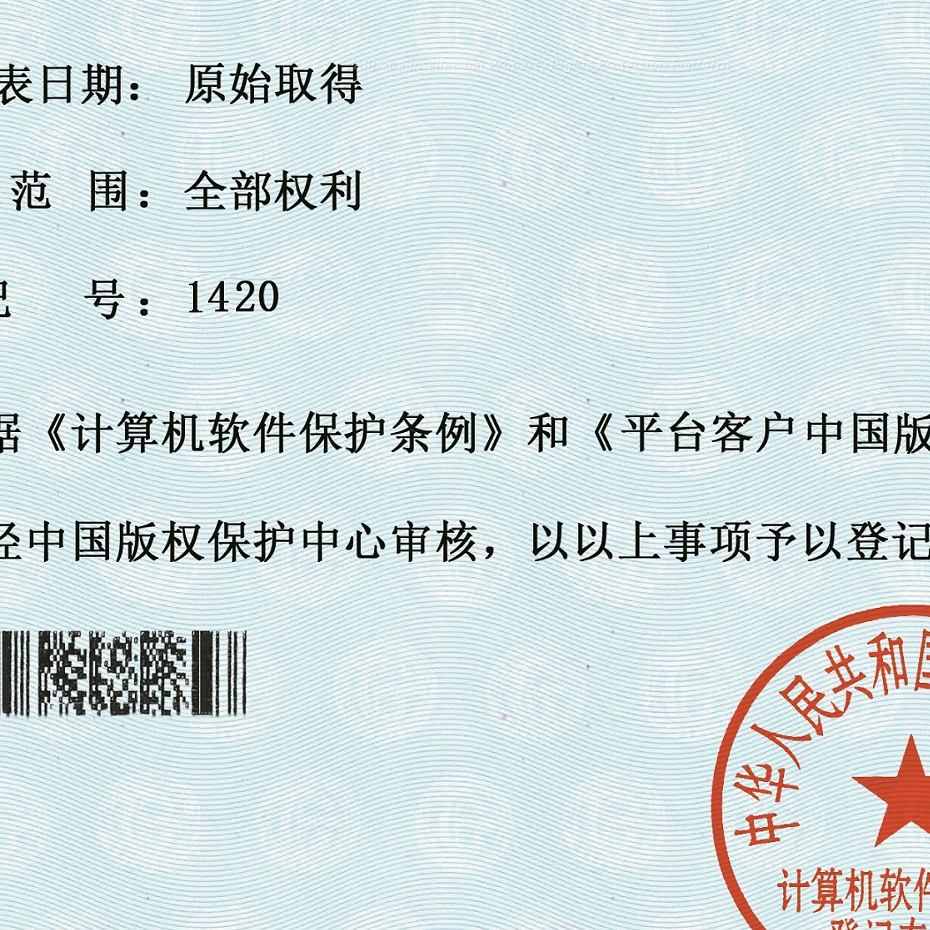 表日期： 原始取得
范 围：全部权利
号：1420
据《计算机软件保护条例》和《平台客户中国版
经中国版权保护中心审核，以以上事项予以登记
中华人民共和国
计算机软件
登记专